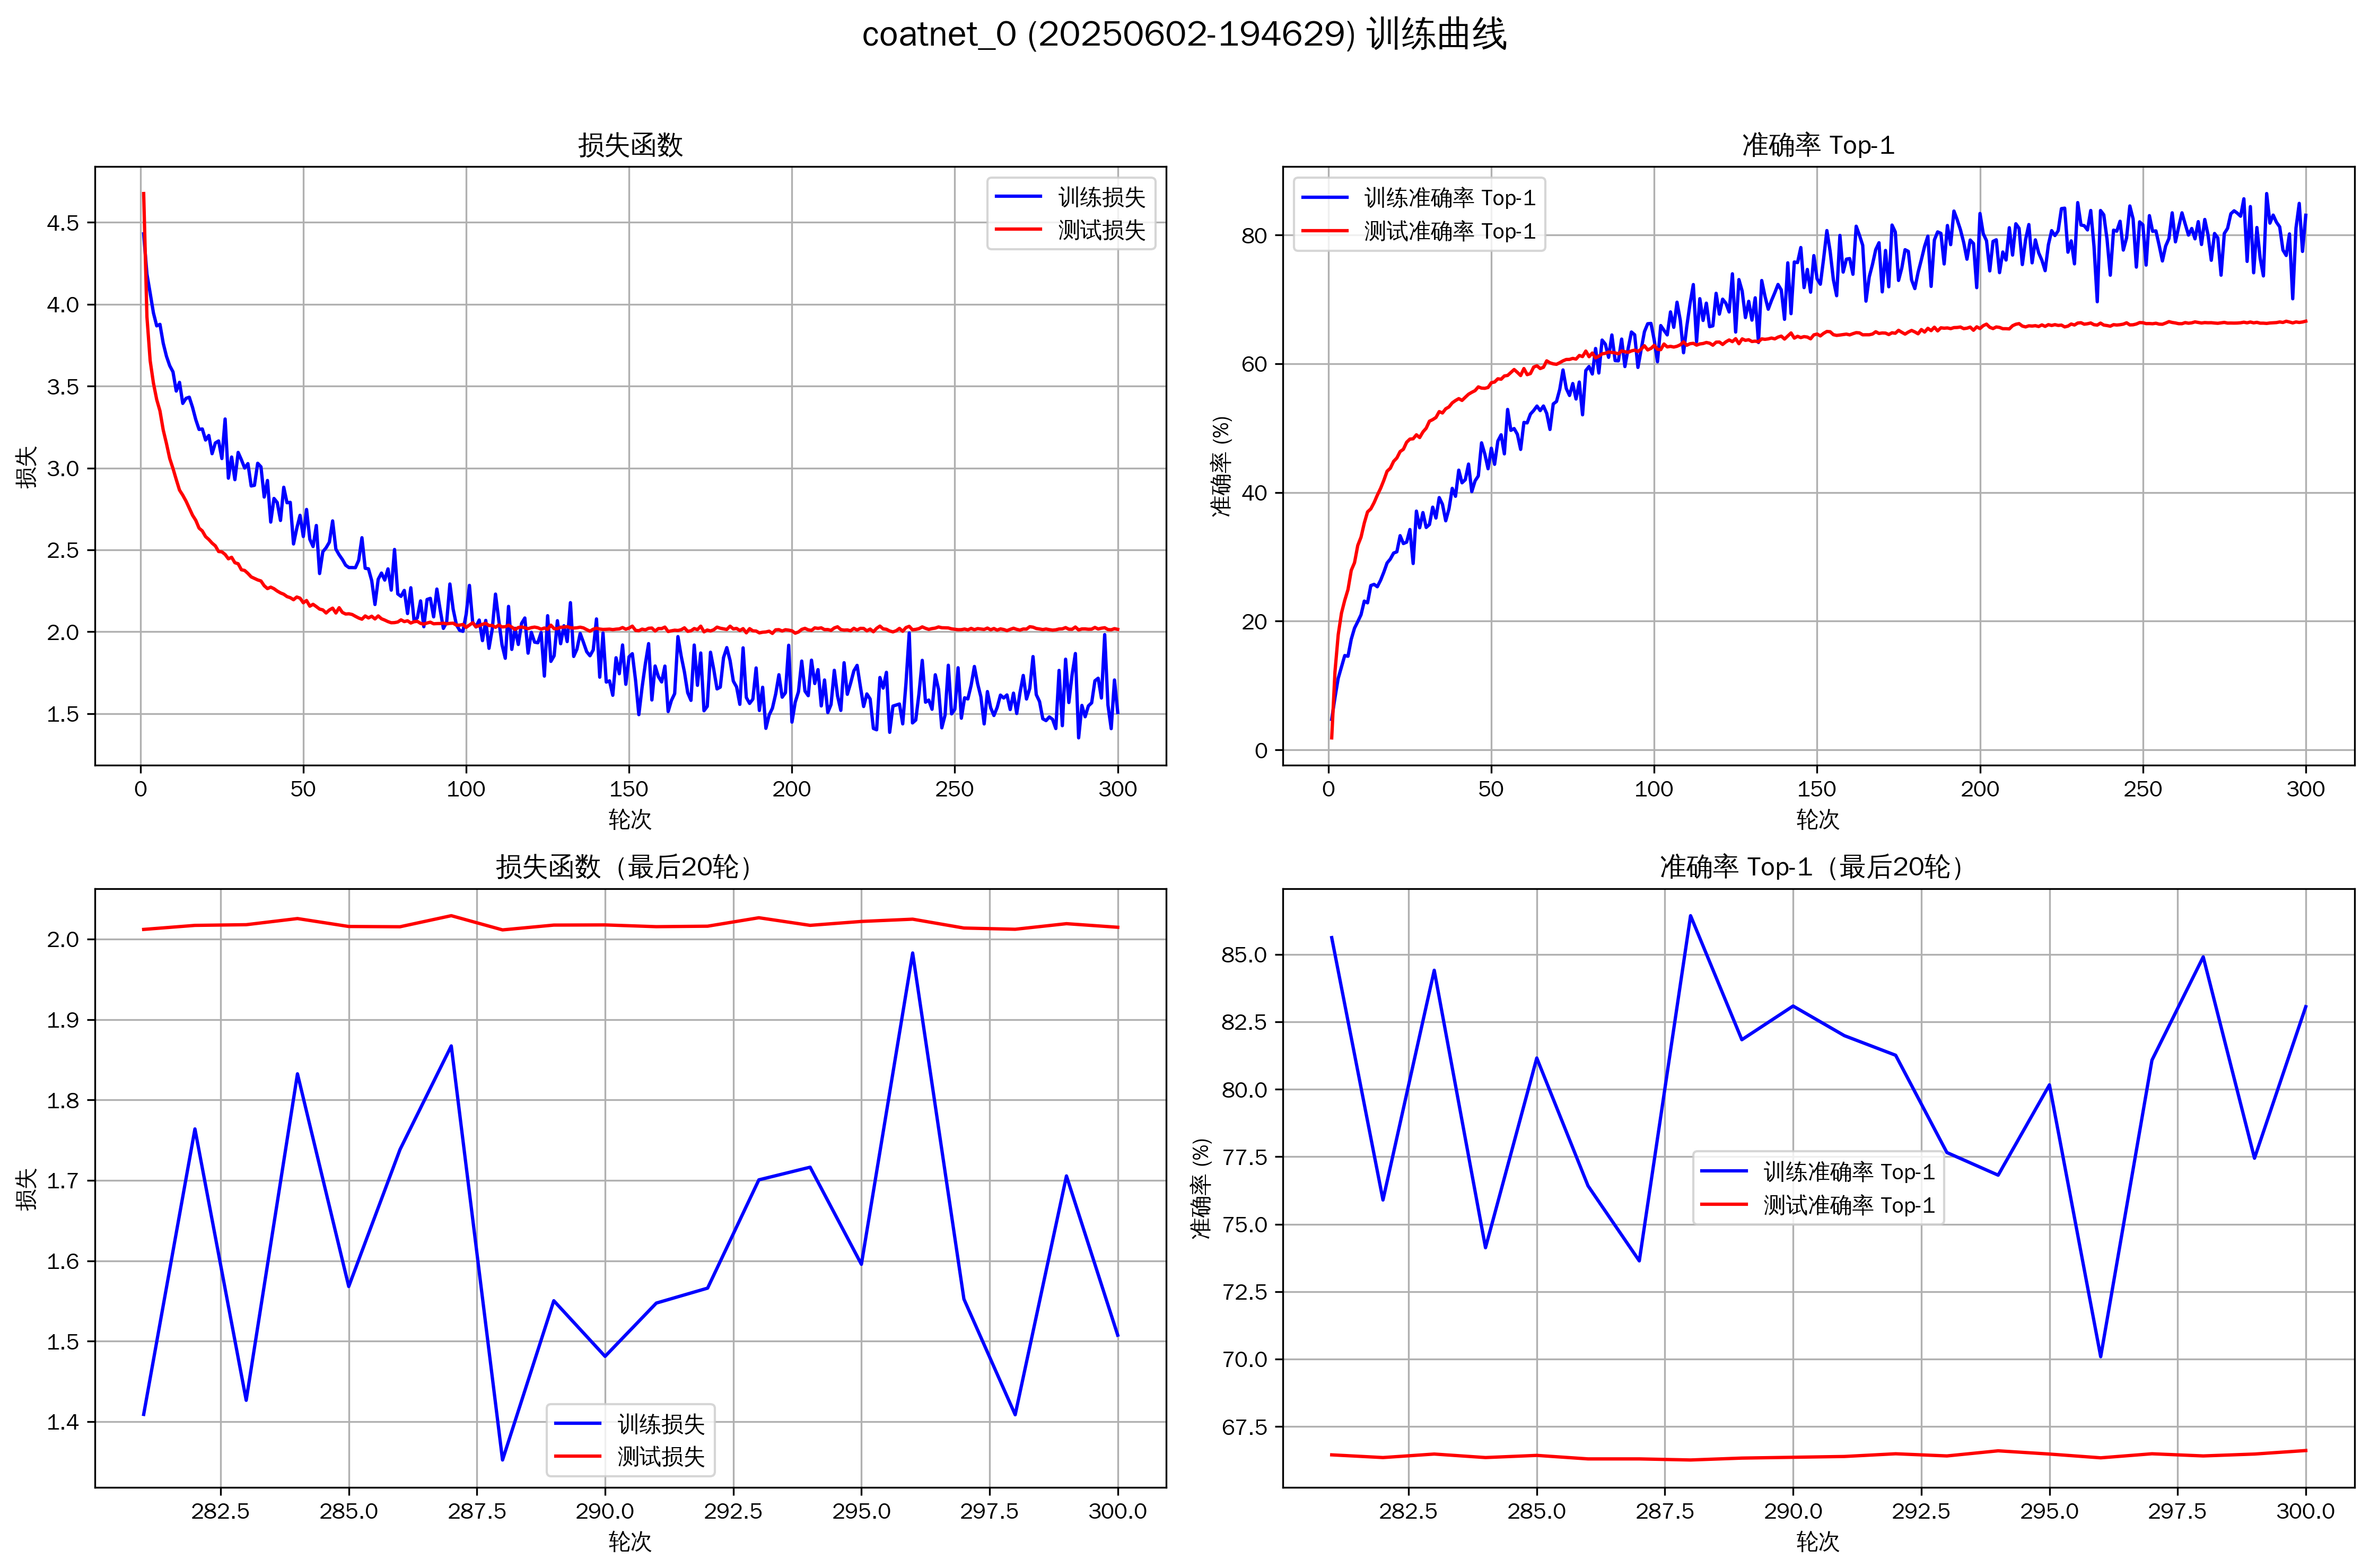 coatnet_0 (20250602-194629) 训练曲线
损失函数
训练损失
测试损失
4.5
4.0
3.5
3.0
2.5
2.0
1.5
损失
0 50 100 150 200 250 300
轮次
准确率 Top-1
训练准确率 Top-1
测试准确率 Top-1
80
60
40
20
0
准确率 (%)
0 50 100 150 200 250 300
轮次
损失函数（最后20轮）
2.0
1.9
1.8
1.7
1.6
1.5
1.4
损失
训练损失
测试损失
282.5 285.0 287.5 290.0 292.5 295.0 297.5 300.0
轮次
准确率 Top-1（最后20轮）
85.0
82.5
80.0
77.5
75.0
72.5
70.0
67.5
准确率 (%)
训练准确率 Top-1
测试准确率 Top-1
282.5 285.0 287.5 290.0 292.5 295.0 297.5 300.0
轮次